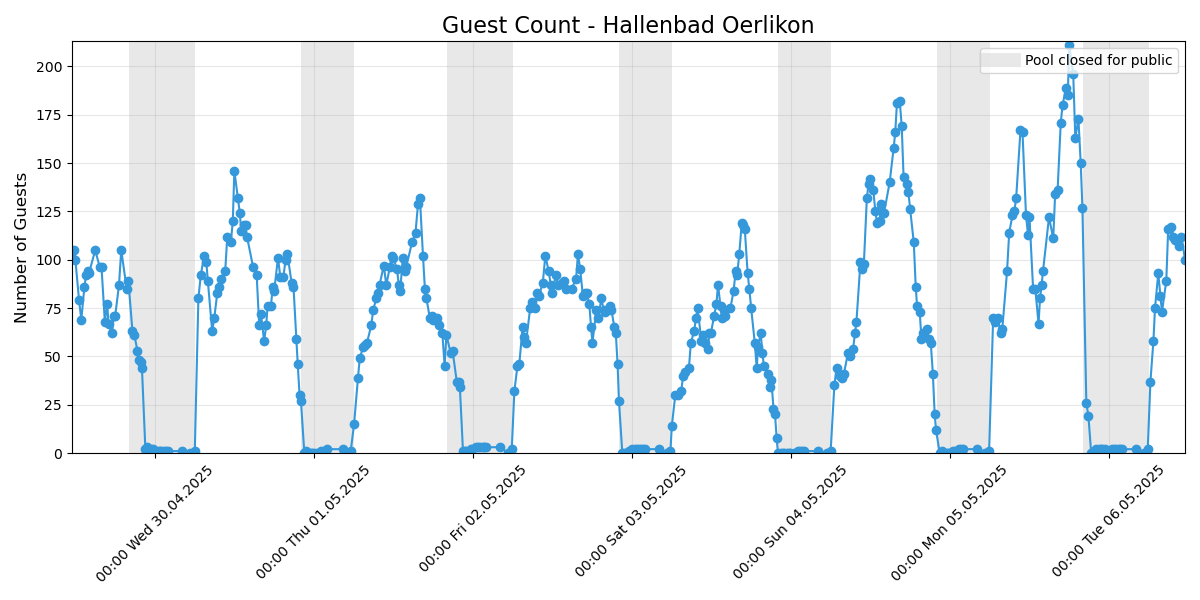 Guest Count - Hallenbad Oerlikon
Pool closed for public
Number of Guests
200
175
150
125
100
75
50
25
0
00:00 Wed 30.04.2025
00:00 Thu 01.05.2025
00:00 Fri 02.05.2025
00:00 Sat 03.05.2025
00:00 Sun 04.05.2025
00:00 Mon 05.05.2025
00:00 Tue 06.05.2025